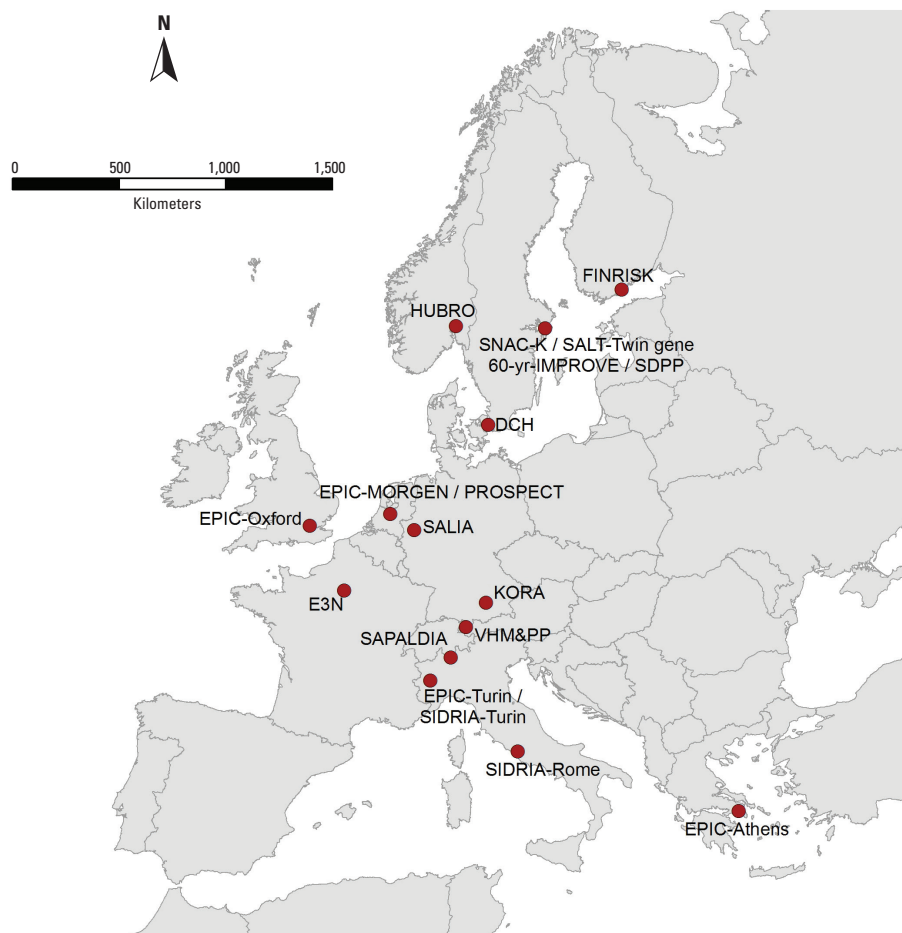 N
0 500 1,000 1,500
Kilometers
FINRISK
HUBRO
SNAC-K / SALT-Twin gene
60-yr-IMPROVE / SDPP
DCH
EPIC-MORGEN / PROSPECT
EPIC-Oxford
SALIA
E3N
KORA
VHM&PP
SAPALDIA
EPIC-Turin /
SIDRIA-Turin
SIDRIA-Rome
EPIC-Athens